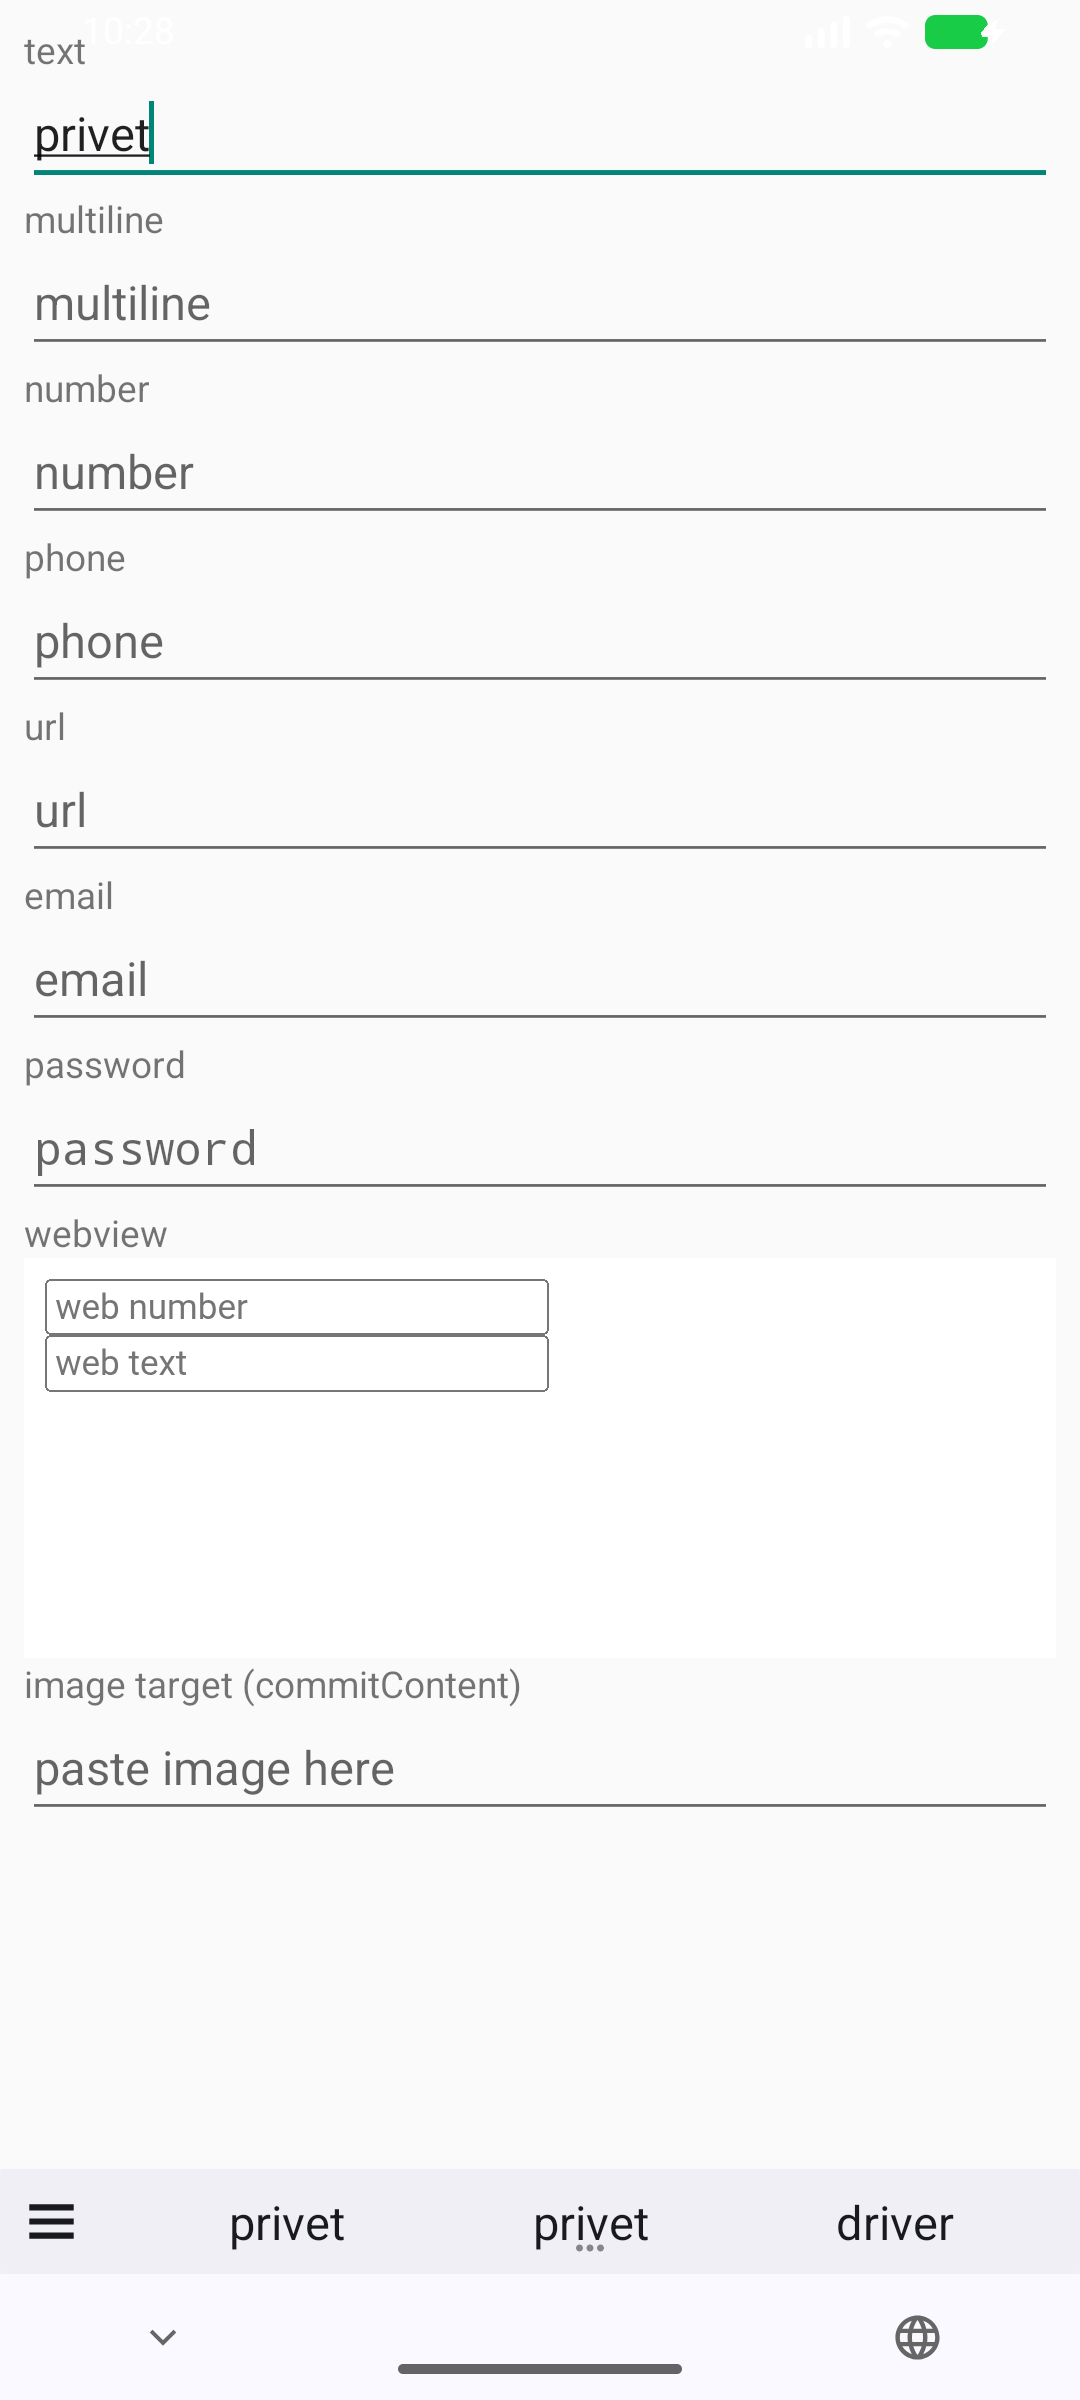 10:28
text
privet
multiline
multiline
number
number
phone
phone
url
url
email
email
password
password
webview
web number
web text
image target (commitContent)
paste image here
privet privet driver